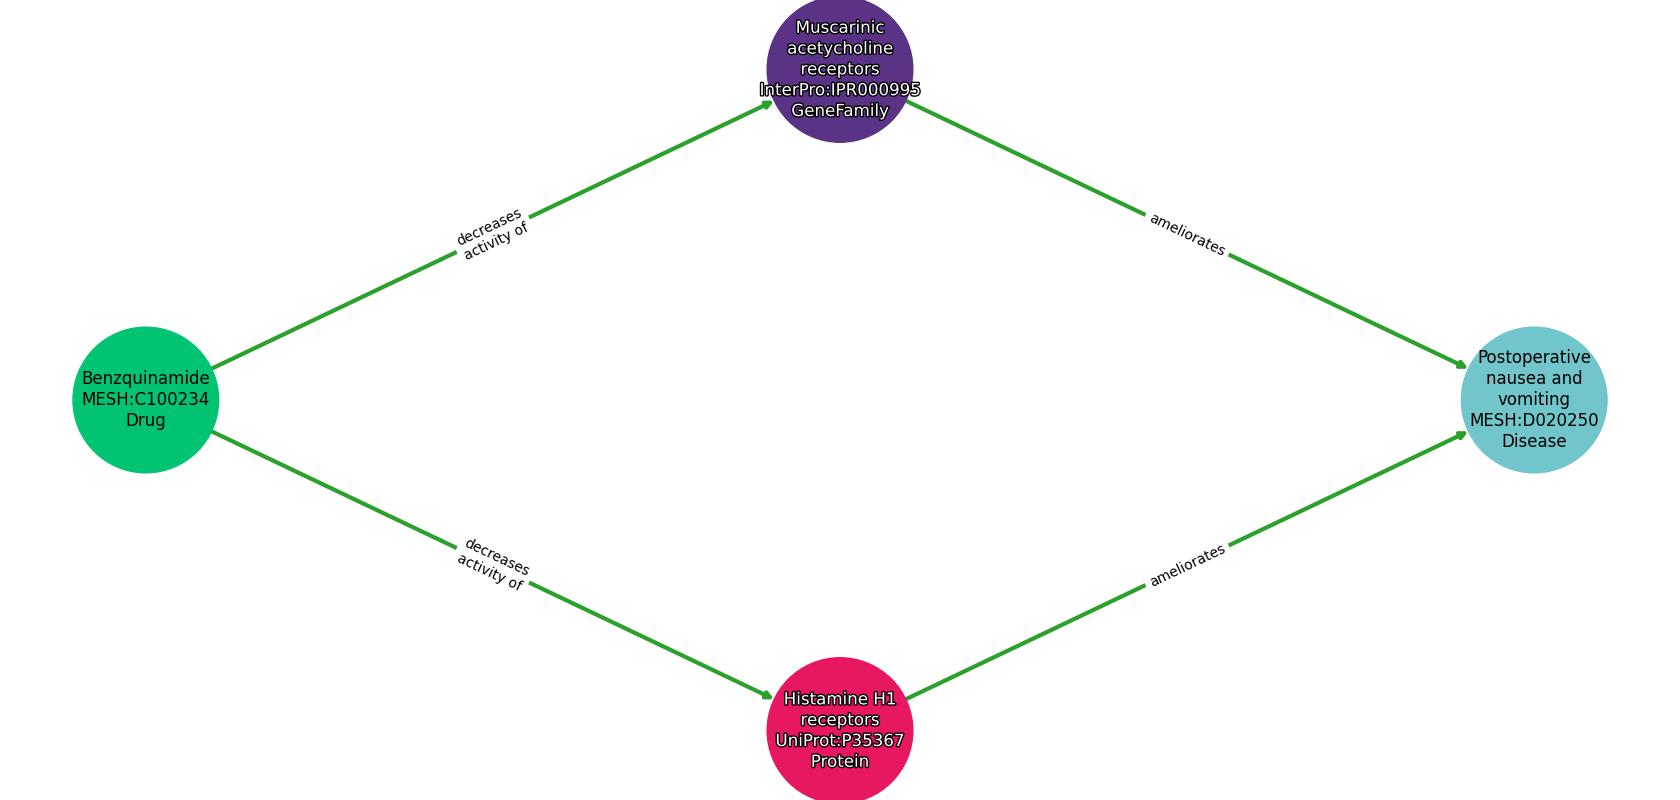 Muscarinic
acetycholine
receptors
InterPro:IPR000995
GeneFamily
decreases
activity of
ameliorates
Benzquinamide
MESH:C100234
Drug
Postoperative
nausea and
vomiting
MESH:D020250
Disease
decreases
activity of
ameliorates
Histamine H1
receptors
UniProt:P35367
Protein